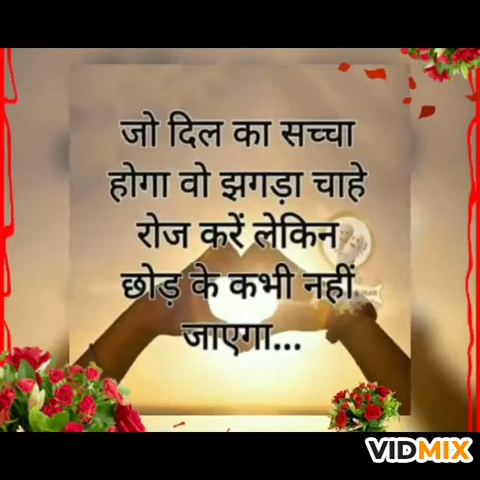 जो दिल का सच्चा
होगा वो झगड़ा चाहे
रोज करें लेकिन
छोड़ के कभी नहीं
जाएगा...
VIDMIX